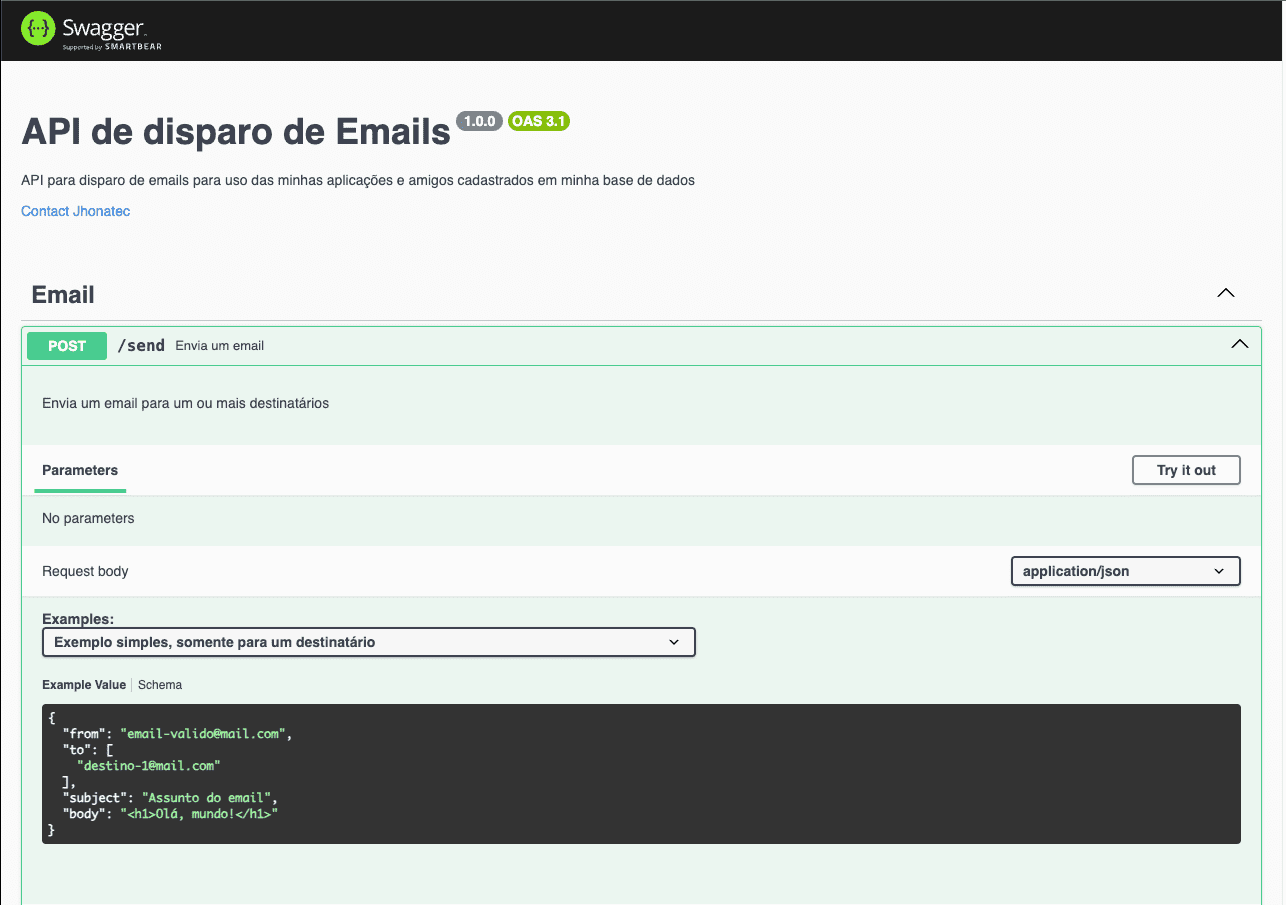 Swagger
Supported by SMARTBEAR
API de disparo de Emails 1.0.0 OAS 3.1
API para disparo de emails para uso das minhas aplicações e amigos cadastrados em minha base de dados
Contact Jhonatec
Email
POST /send Envia um email
Envia um email para um ou mais destinatários
Parameters Try it out
No parameters
Request body application/json
Examples:
Exemplo simples, somente para um destinatário
Example Value Schema
{
"from": "email-valido@mail.com",
"to": [
"destino-1@mail.com"
],
"subject": "Assunto do email",
"body": "<h1>Olá, mundo!</h1>"
}